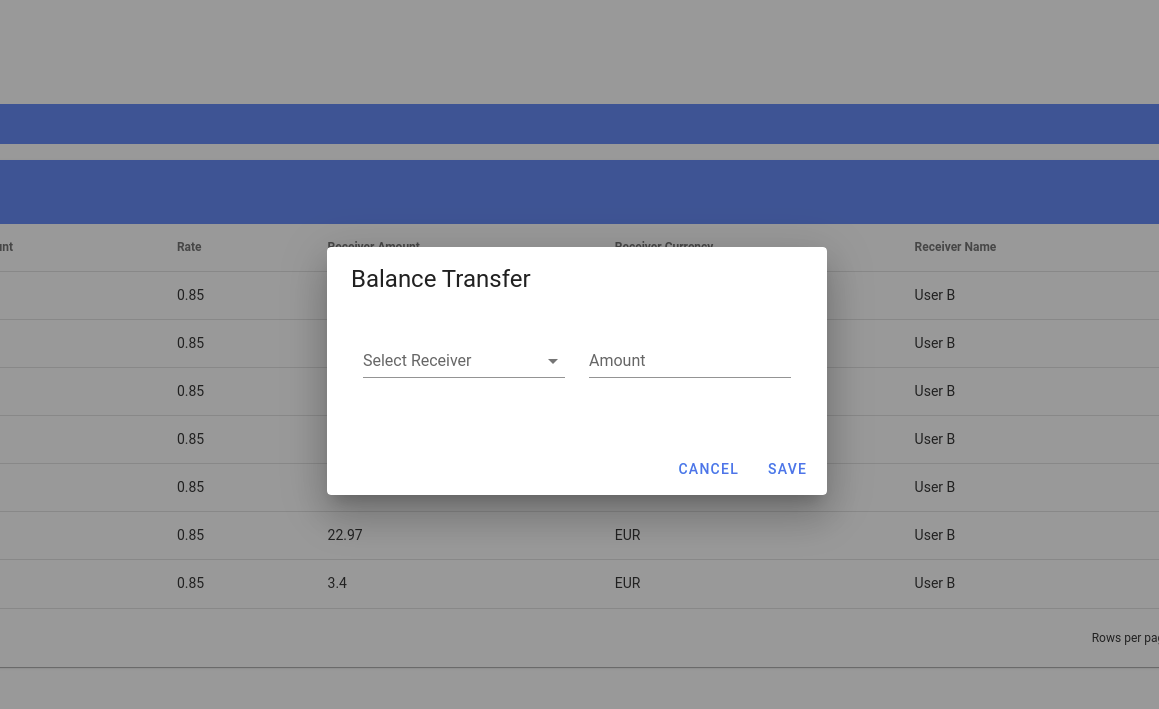 unt Rate Receiver Amount Receiver Currency Receiver Name
0.85 User B
Balance Transfer
0.85 User B
Select Receiver Amount
0.85 User B
0.85 User B
CANCEL SAVE
0.85 User B
0.85 22.97 EUR User B
0.85 3.4 EUR User B
Rows per pag